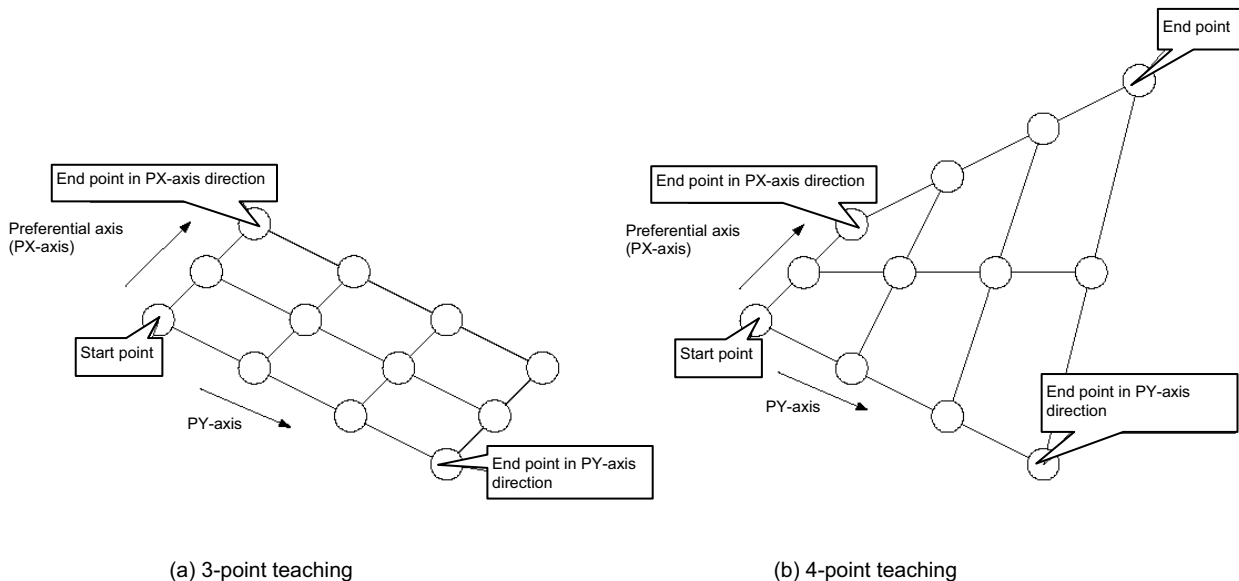 End point in PX-axis direction
Preferential axis
(PX-axis)
Start point
PY-axis
End point in PY-axis
direction
(a) 3-point teaching
End point
End point in PX-axis direction
Preferential axis
(PX-axis)
Start point
PY-axis
End point in PY-axis
direction
(b) 4-point teaching